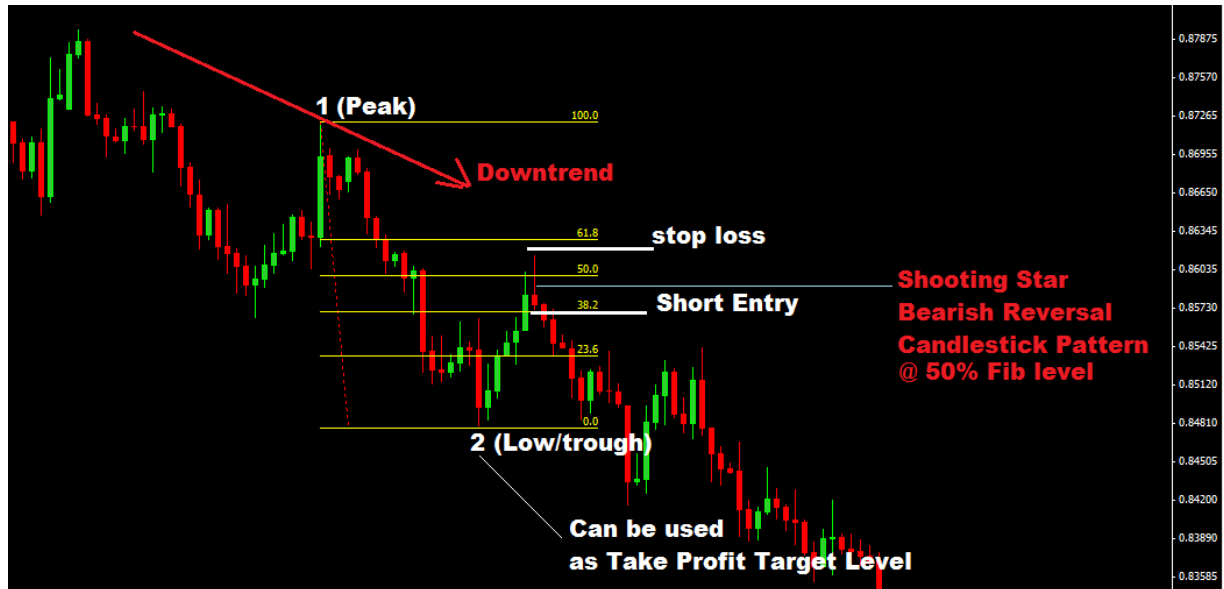 0.87875
0.87570
1 (Peak)
100.0
0.87265
0.86955
Downtrend
0.86650
61.8
stop loss
0.86345
50.0
0.86035
Shooting Star
38.2
Short Entry
Bearish Reversal
0.85730
23.6
Candlestick Pattern
0.85425
@ 50% Fib level
0.85120
0.0
0.84810
2 (Low/trough)
0.84505
0.84200
Can be used
0.83890
as Take Profit Target Level
0.83585